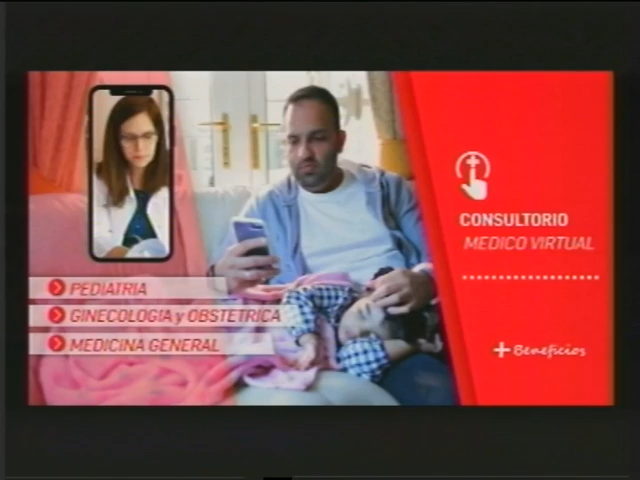 PEDIATRIA
GINECOLOGIA y OBSTETRICA
MEDICINA GENERAL
CONSULTORIO
MEDICO VIRTUAL
+ Beneficios